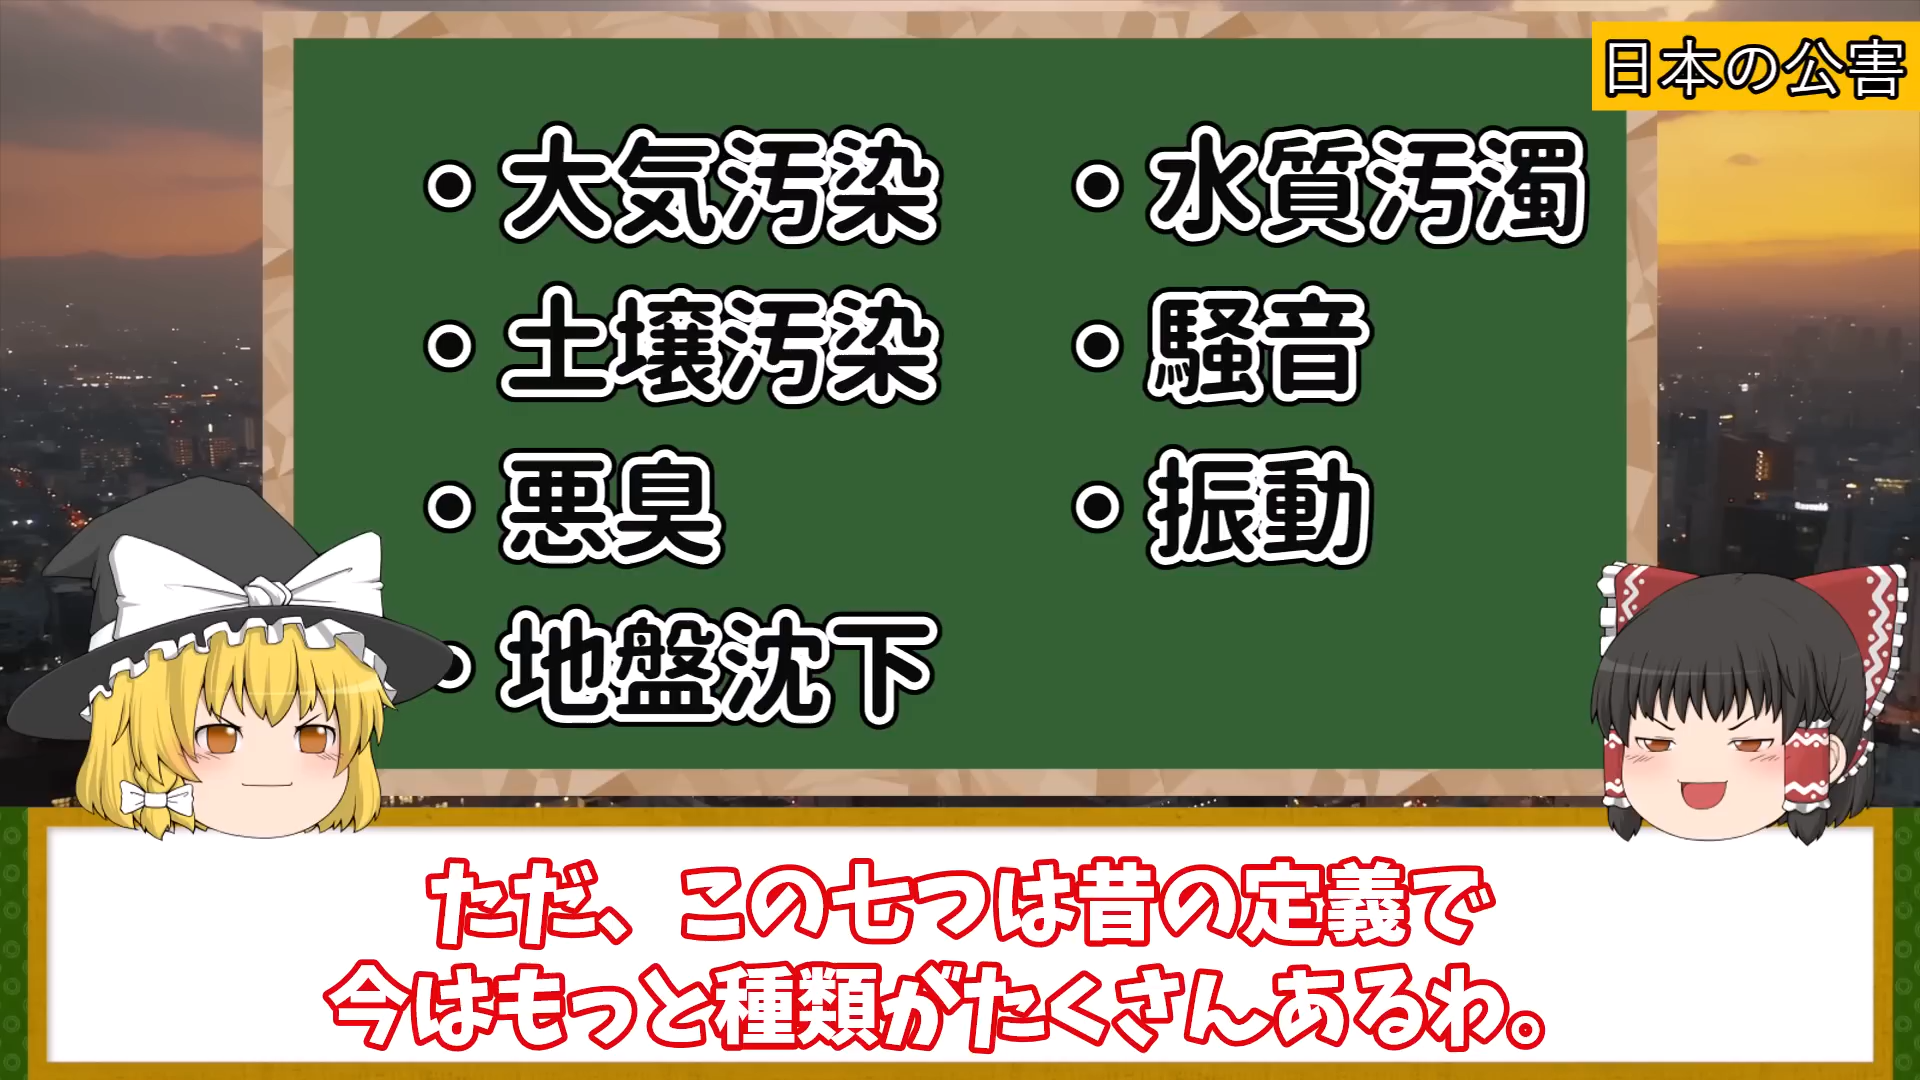 日本の公害
・大気汚染
・水質汚濁
・土壌汚染
・騒音
・悪臭
・振動
・地盤沈下
ただ、この七つは昔の定義で
今はもっと種類がたくさんあるわ。